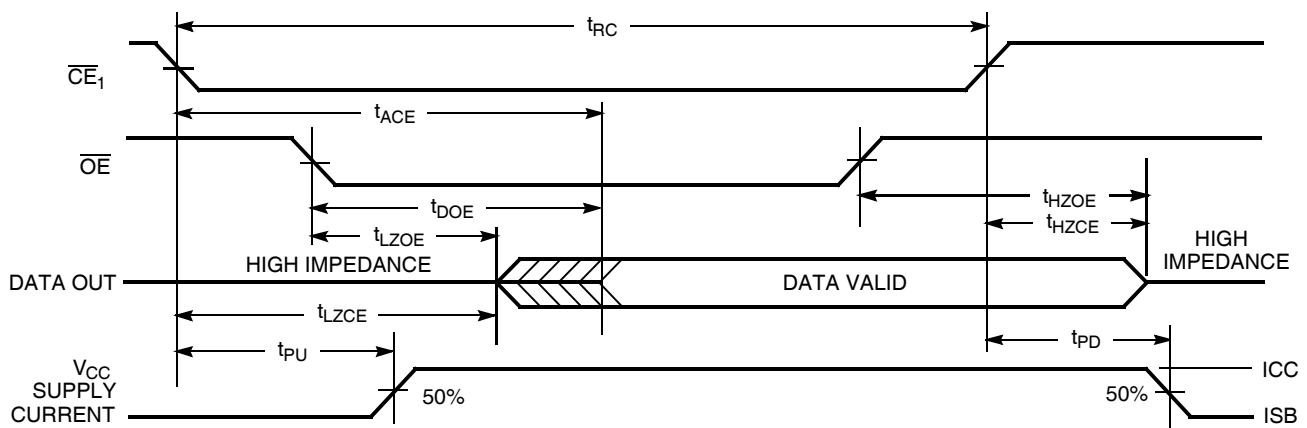 tRC
CE1
tACE
OE
tHZOE
tDOE
tHZCE
tLZOE
HIGH
IMPEDANCE
HIGH IMPEDANCE
DATA OUT
DATA VALID
tLZCE
tPU
tPD
VCC
SUPPLY
CURRENT
50%
50%
ICC
ISB